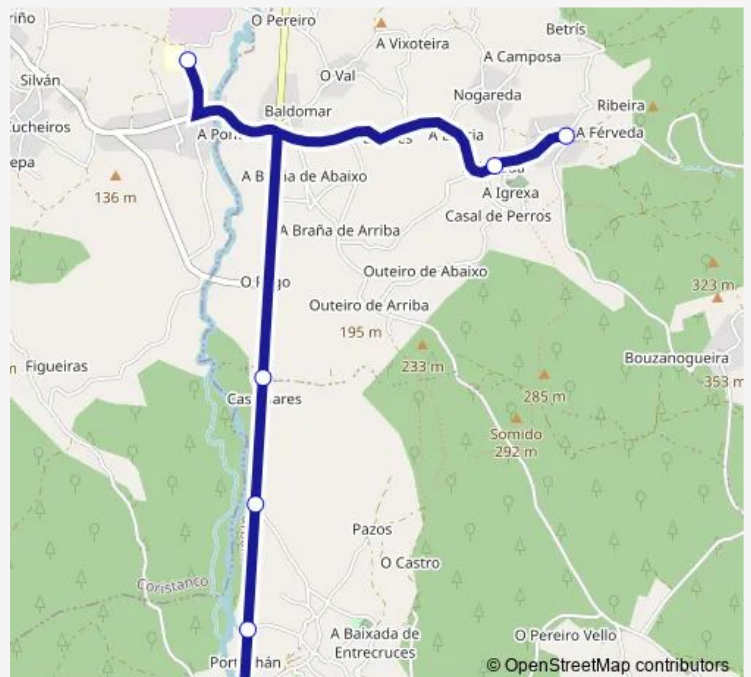 O Pereiro
Betrís
A Vixoteira
A Camposa
Silván
O Val
Nogareda
Ribeira
Baldomar
A Férveda
136 m
de Abaixo
A Igrexa
Casal de Perros
A Braña de Arriba
Outeiro de Abaixo
323 m
Outeiro de Arriba
195 m
Figueiras
233 m
Bouzanogueira
285 m
353 m
Somido
292 m
Pazos
O Castro
Coristanco
A Baixada de
Entrecruces
O Pereiro Vello
© OpenStreetMap contributors